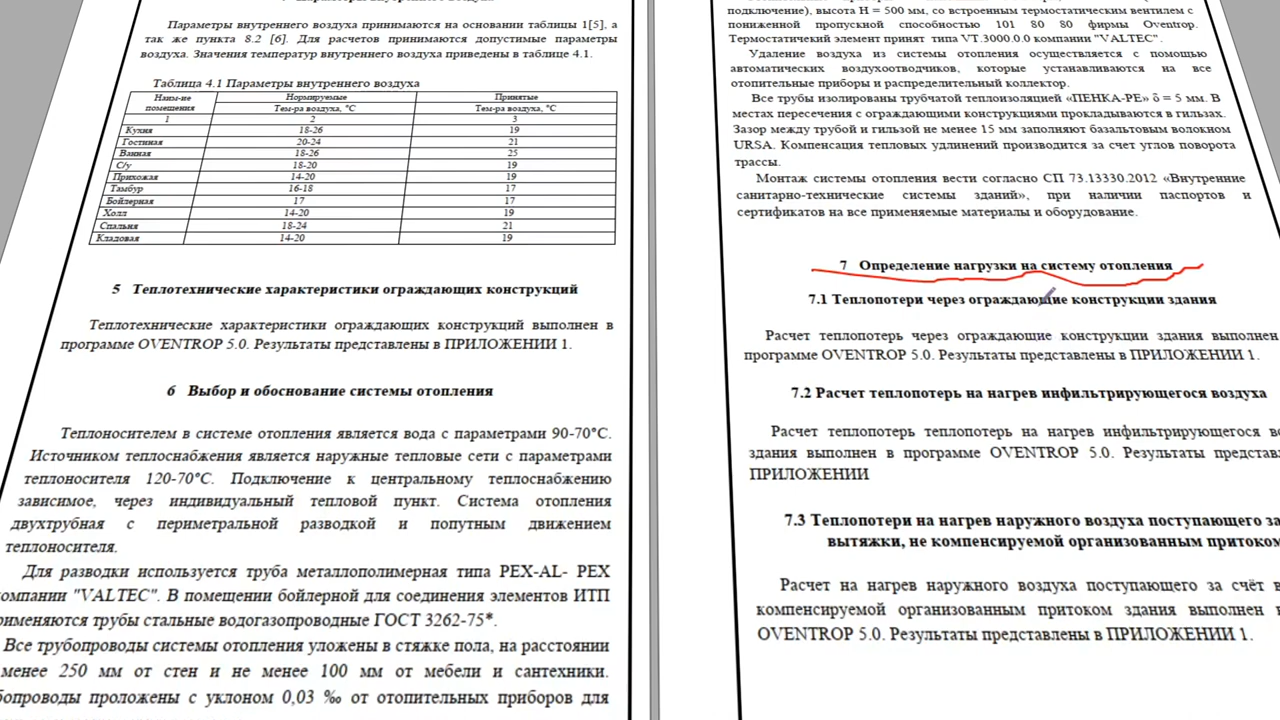 Параметры внутреннего воздуха принимаются на основании таблицы 1[5], а
так же пункта 8.2 [6]. Для расчетов принимаются допустимые параметры
воздуха. Значения температур внутреннего воздуха приведены в таблице 4.1.
Таблица 4.1 Параметры внутреннего воздуха
Наим-ие помещения Нормируемые Принятые
Тем-ра воздуха, °С Тем-ра воздуха, °С
1 2 3
Кухня 18-26 19
Гостиная 20-24 21
Ванная 18-26 25
С/у 18-20 19
Прихожая 14-20 19
Тамбур 16-18 17
Бойлерная 17 17
Холл 14-20 19
Спальня 18-24 21
Кладовая 14-20 19
5 Теплотехнические характеристики ограждающих конструкций
Теплотехнические характеристики ограждающих конструкций выполнен в
программе OVENTROP 5.0. Результаты представлены в ПРИЛОЖЕНИИ 1.
6 Выбор и обоснование системы отопления
Теплоносителем в системе отопления является вода с параметрами 90-70°С.
Источником теплоснабжения является наружные тепловые сети с параметрами
теплоносителя 120-70°С. Подключение к центральному теплоснабжению
зависимое, через индивидуальный тепловой пункт. Система отопления
двухтрубная с периметральной разводкой и попутным движением
теплоносителя.
Для разводки используется труба металлополимерная типа PEX-AL- PEX
компании "VALTEC". В помещении бойлерной для соединения элементов ИТП
рименяются трубы стальные водогазопроводные ГОСТ 3262-75*.
Все трубопроводы системы отопления уложены в стяжке пола, на расстоянии
менее 250 мм от стен и не менее 100 мм от мебели и сантехники.
бопроводы проложены с уклоном 0,03 ‰ от отопительных приборов для
подключение), высота H = 500 мм, со встроенным термостатическим вентилем с
пониженной пропускной способностью 101 80 80 фирмы Oventrop.
Термостатичекий элемент принят типа VT.3000.0.0 компании "VALTEC".
Удаление воздуха из системы отопления осуществляется с помощью
автоматических воздухоотводчиков, которые устанавливаются на все
отопительные приборы и распределительный коллектор.
Все трубы изолированы трубчатой теплоизоляцией «ПЕНКА-РЕ» δ = 5 мм. В
местах пересечения с ограждающими конструкциями прокладываются в гильзах.
Зазор между трубой и гильзой не менее 15 мм заполняют базальтовым волокном
URSA. Компенсация тепловых удлинений производится за счет углов поворота
трассы.
Монтаж системы отопления вести согласно СП 73.13330.2012 «Внутренние
санитарно-технические системы зданий», при наличии паспортов и
сертификатов на все применяемые материалы и оборудование.
7 Определение нагрузки на систему отопления
7.1 Теплопотери через ограждающие конструкции здания
Расчет теплопотерь через ограждающие конструкции здания выполнен
программе OVENTROP 5.0. Результаты представлены в ПРИЛОЖЕНИИ 1.
7.2 Расчет теплопотерь на нагрев инфильтрирующегося воздуха
Расчет теплопотерь теплопотерь на нагрев инфильтрирующегося во
здания выполнен в программе OVENTROP 5.0. Результаты представл
ПРИЛОЖЕНИИ
7.3 Теплопотери на нагрев наружного воздуха поступающего за
вытяжки, не компенсируемой организованным притоком
Расчет на нагрев наружного воздуха поступающего за счёт в
компенсируемой организованным притоком здания выполнен в
OVENTROP 5.0. Результаты представлены в ПРИЛОЖЕНИИ 1.